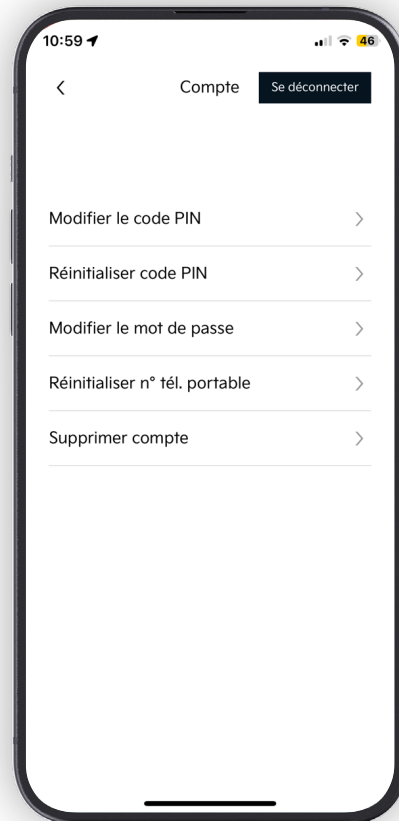 10:59
46
Compte
Se déconnecter
Modifier le code PIN
Réinitialiser code PIN
Modifier le mot de passe
Réinitialiser n° tél. portable
Supprimer compte